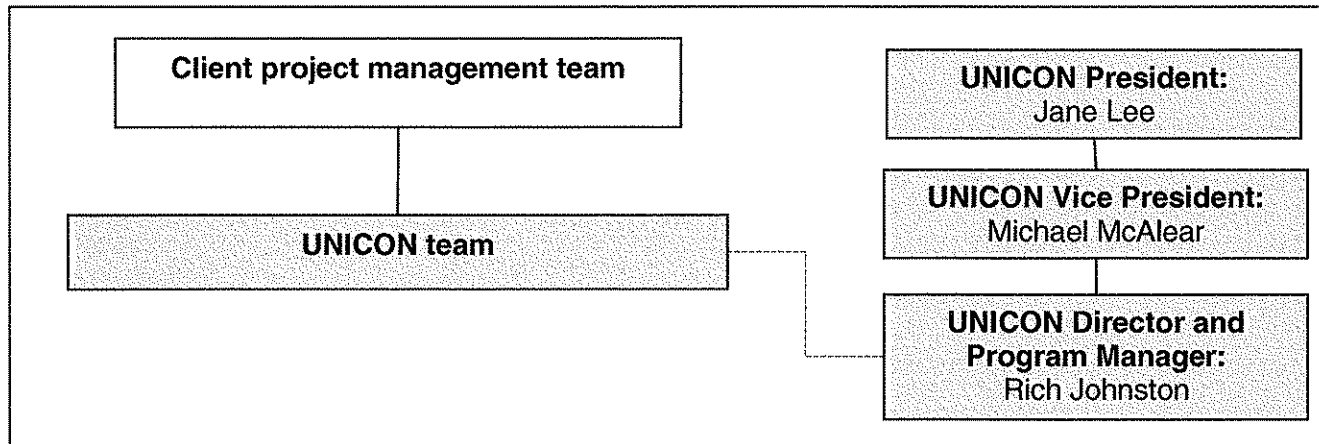 Client project management team
UNICON team
UNICON President:
Jane Lee
UNICON Vice President:
Michael McAlear
UNICON Director and
Program Manager:
Rich Johnston